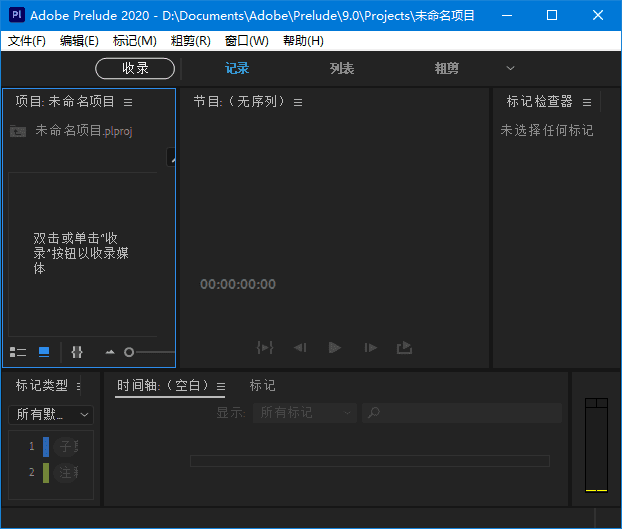 Pl Adobe Prelude 2020 - D:\Documents\Adobe\Prelude\9.0\Projects\未命名项目
文件(F) 编辑(E) 标记(M) 粗剪(R) 窗口(W) 帮助(H)
收录 记录 列表 粗剪
项目: 未命名项目
未命名项目.plproj
双击或单击“收
录”按钮以收录媒
体
节目:（无序列）
00:00:00:00
标记检查器
未选择任何标记
标记类型
所有默...
1
2 注
时间轴:（空白） 标记
显示: 所有标记